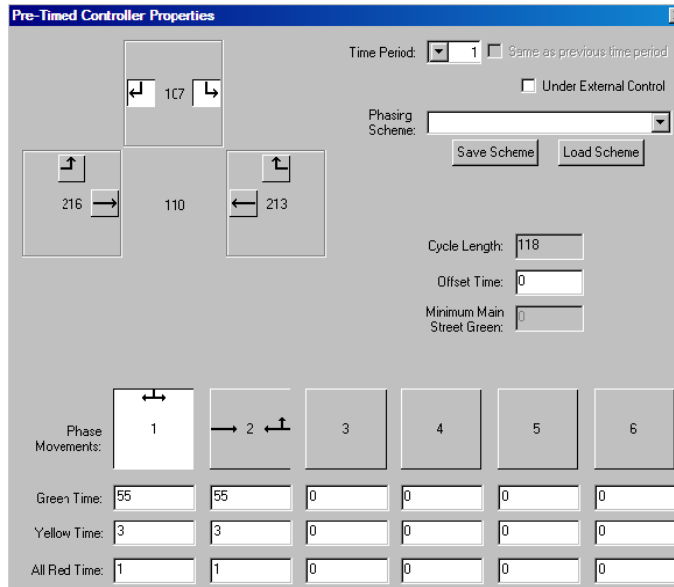 Pre-Timed Controller Properties
Time Period: 1 Same as previous time period
Under External Control
107
Phasing Scheme:
Save Scheme Load Scheme
216 110 213
Cycle Length: 118
Offset Time: 0
Minimum Main Street Green: 0
Phase Movements: 1 2 3 4 5 6
Green Time: 55 55 0 0 0 0
Yellow Time: 3 3 0 0 0 0
All Red Time: 1 1 0 0 0 0